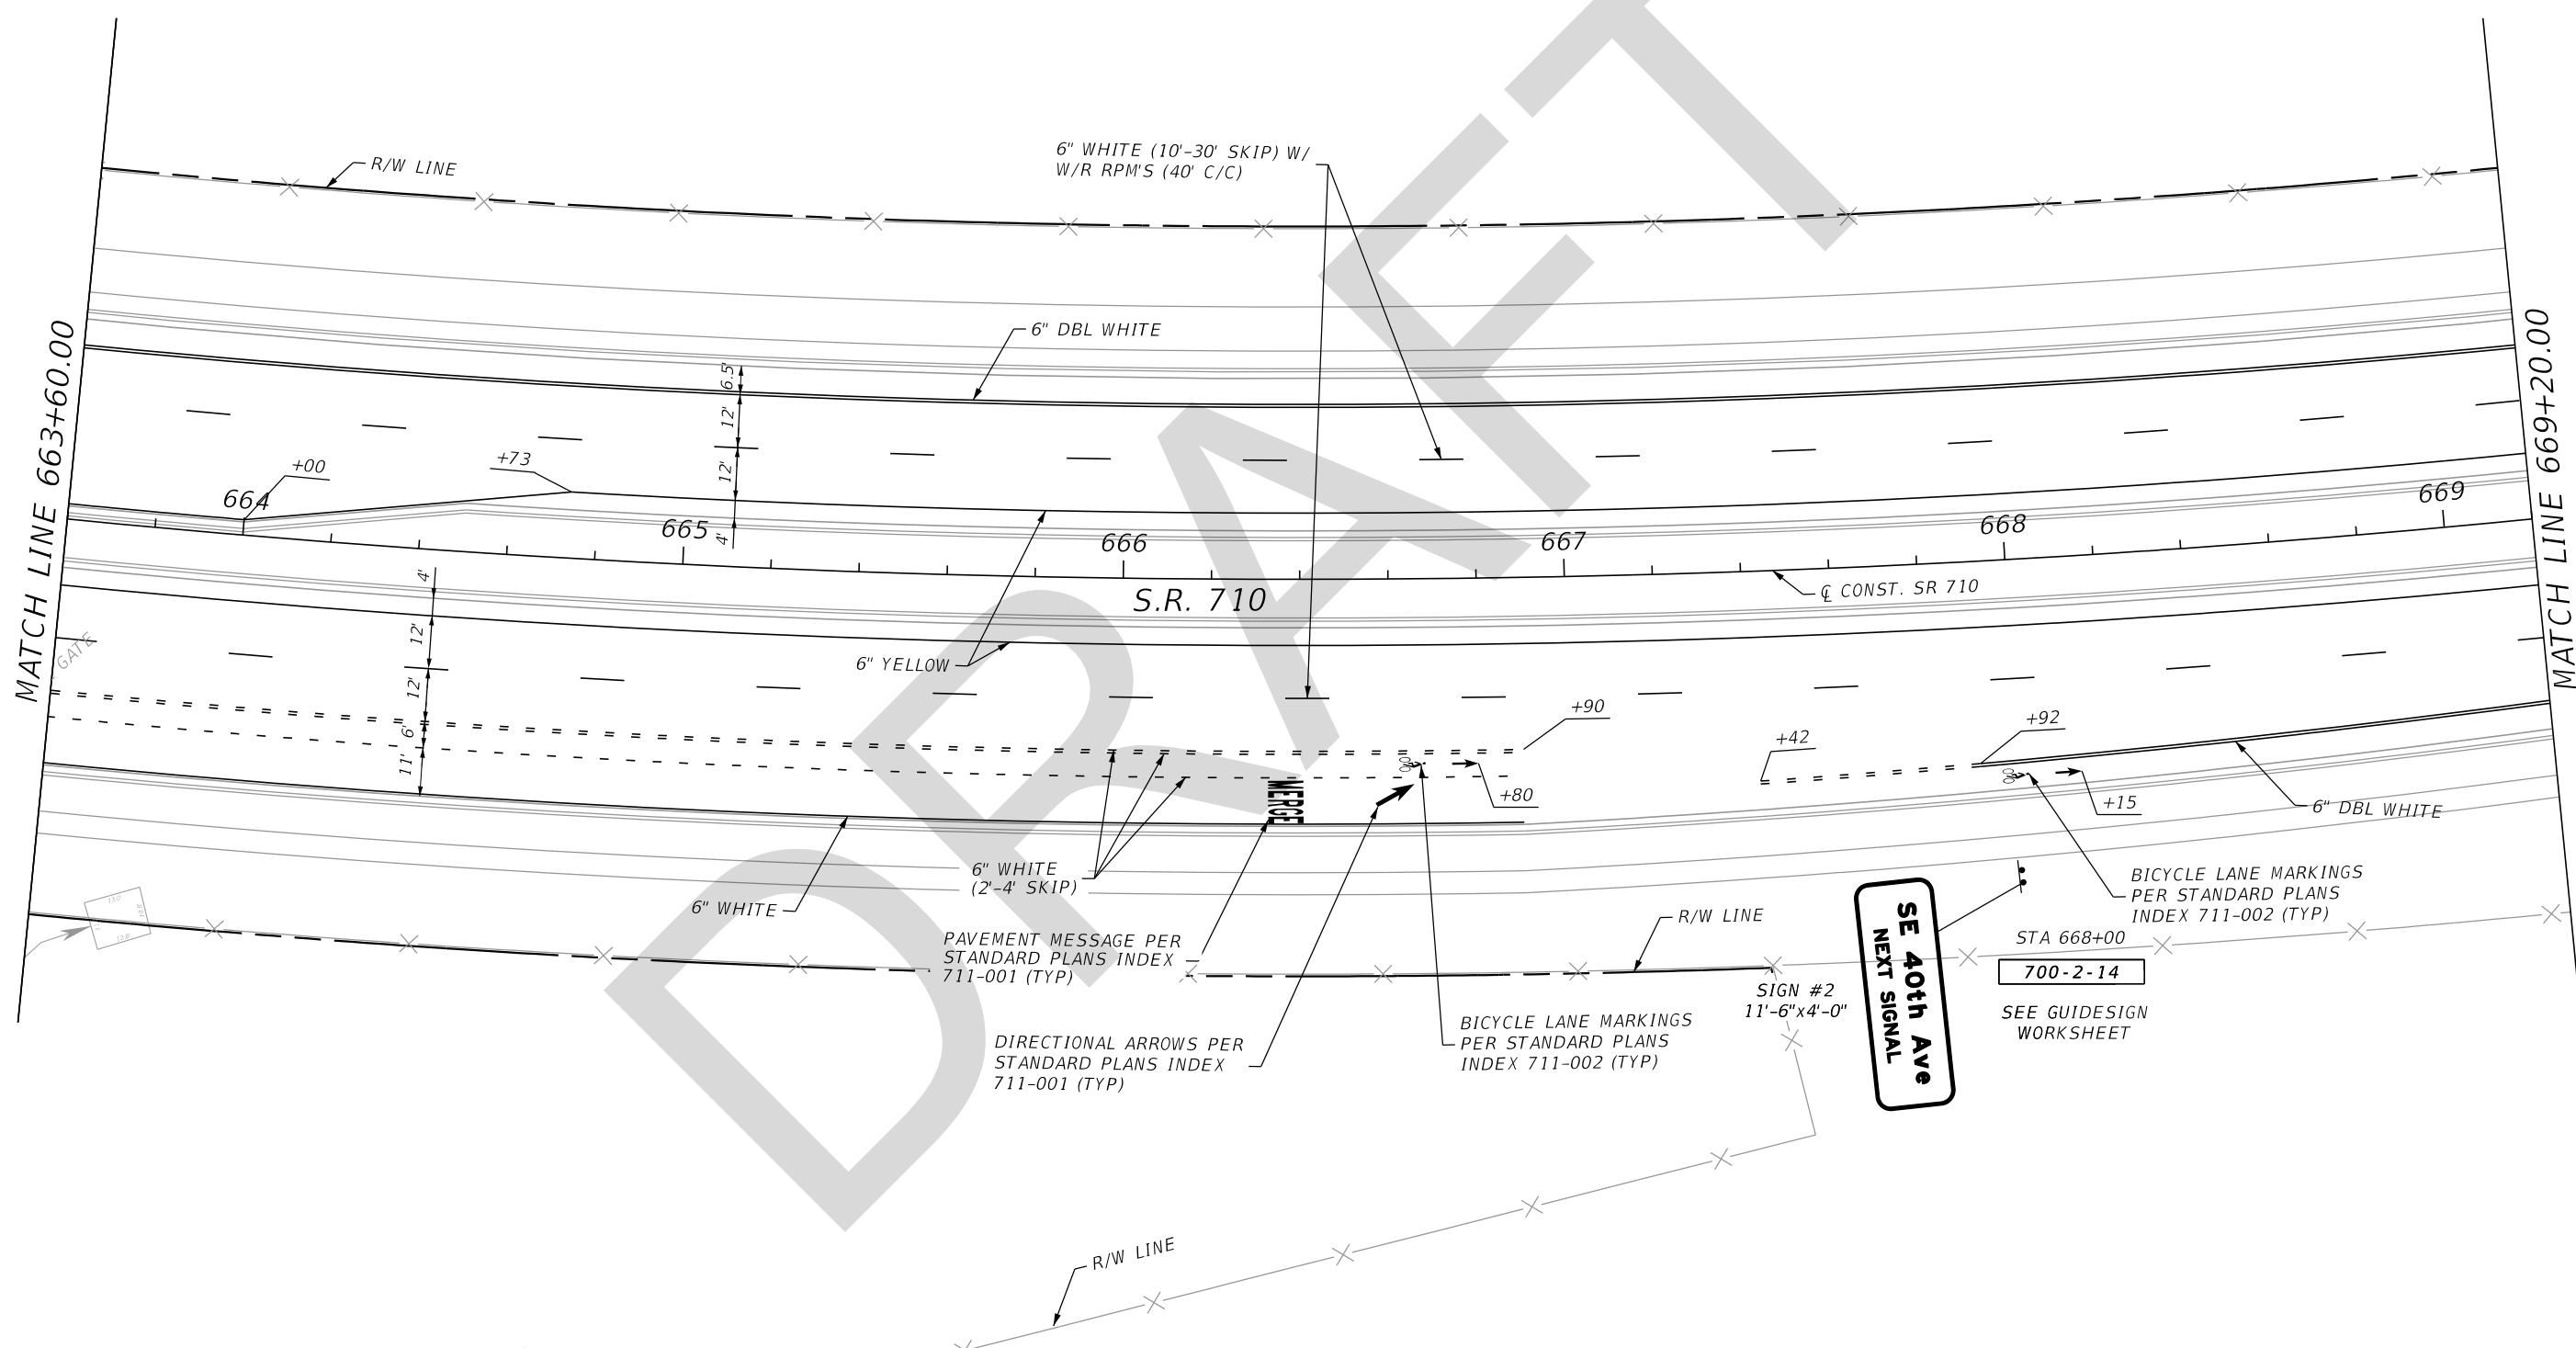 R/W LINE
6" WHITE (10'-30' SKIP) W/
W/R RPM'S (40' C/C)
6" DBL WHITE
MATCH LINE 663+60.00
MATCH LINE 669+20.00
6.5'
12'
12'
4'
+00
+73
664
665
666
667
668
669
S.R. 710
℄ CONST. SR 710
GATE
4'
12'
12'
6'
11'
6" YELLOW
+90
+42
+92
+80
+15
MERGE
6" DBL WHITE
6" WHITE
(2'-4' SKIP)
6" WHITE
BICYCLE LANE MARKINGS
PER STANDARD PLANS
INDEX 711-002 (TYP)
R/W LINE
PAVEMENT MESSAGE PER
STANDARD PLANS INDEX
711-001 (TYP)
SE 40th Ave
NEXT SIGNAL
STA 668+00
700-2-14
SEE GUIDESIGN
WORKSHEET
SIGN #2
11'-6"x4'-0"
DIRECTIONAL ARROWS PER
STANDARD PLANS INDEX
711-001 (TYP)
BICYCLE LANE MARKINGS
PER STANDARD PLANS
INDEX 711-002 (TYP)
R/W LINE
DRAFT